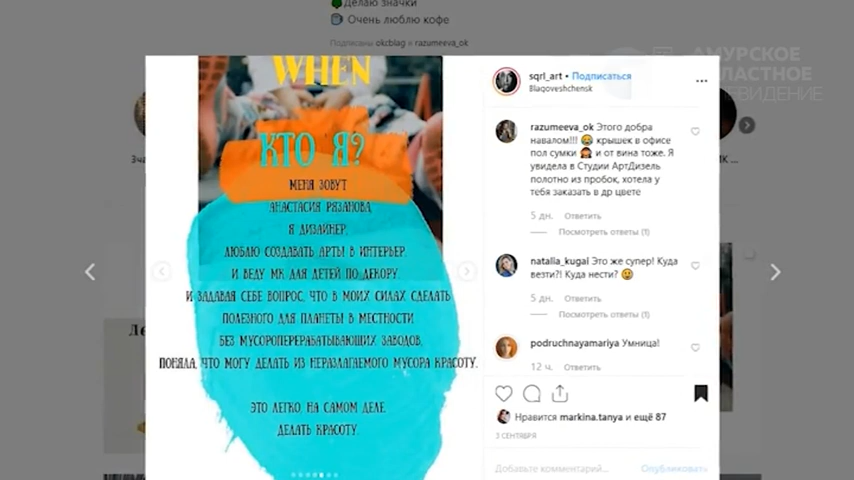 Делаю значки
Очень люблю кофе
Подписаны okcblag и razumeeva_ok
АМУРСКОЕ
ОБЛАСТНОЕ
ТЕЛЕВИДЕНИЕ
WHEN
КТО Я?
МЕНЯ ЗОВУТ
АНАСТАСИЯ РЯЗАНОВА
Я ДИЗАЙНЕР,
ЛЮБЛЮ СОЗДАВАТЬ АРТЫ В ИНТЕРЬЕР.
И ВЕДУ МК ДЛЯ ДЕТЕЙ ПО ДЕКОРУ.
И ЗАДАВАЯ СЕБЕ ВОПРОС, ЧТО В МОИХ СИЛАХ СДЕЛАТЬ
ПОЛЕЗНОГО ДЛЯ ПЛАНЕТЫ В МЕСТНОСТИ
БЕЗ МУСОРОПЕРЕРАБАТЫВАЮЩИХ ЗАВОДОВ,
ПОНЯЛА, ЧТО МОГУ ДЕЛАТЬ ИЗ НЕРАЗЛАГАЕМОГО МУСОРА КРАСОТУ.
ЭТО ЛЕГКО, НА САМОМ ДЕЛЕ.
ДЕЛАТЬ КРАСОТУ.
sqrl_art • Подписаться
Blagoveshchensk
razumeeva_ok Этого добра
навалом!!! 😂 крышек в офисе
пол сумки 🙈 и от вина тоже. Я
увидела в Студии АртДизель
полотно из пробок, хотела у
тебя заказать в др цвете
5 дн. Ответить
Посмотреть ответы (1)
natalia_kugai Это же супер! Куда
везти?! Куда нести? 😲
5 дн. Ответить
Посмотреть ответы (1)
podruchnayamariya Умница!
12 ч. Ответить
Нравится markina.tanya и ещё 87
3 СЕНТЯБРЯ
Добавьте комментарий...
Опубликовать